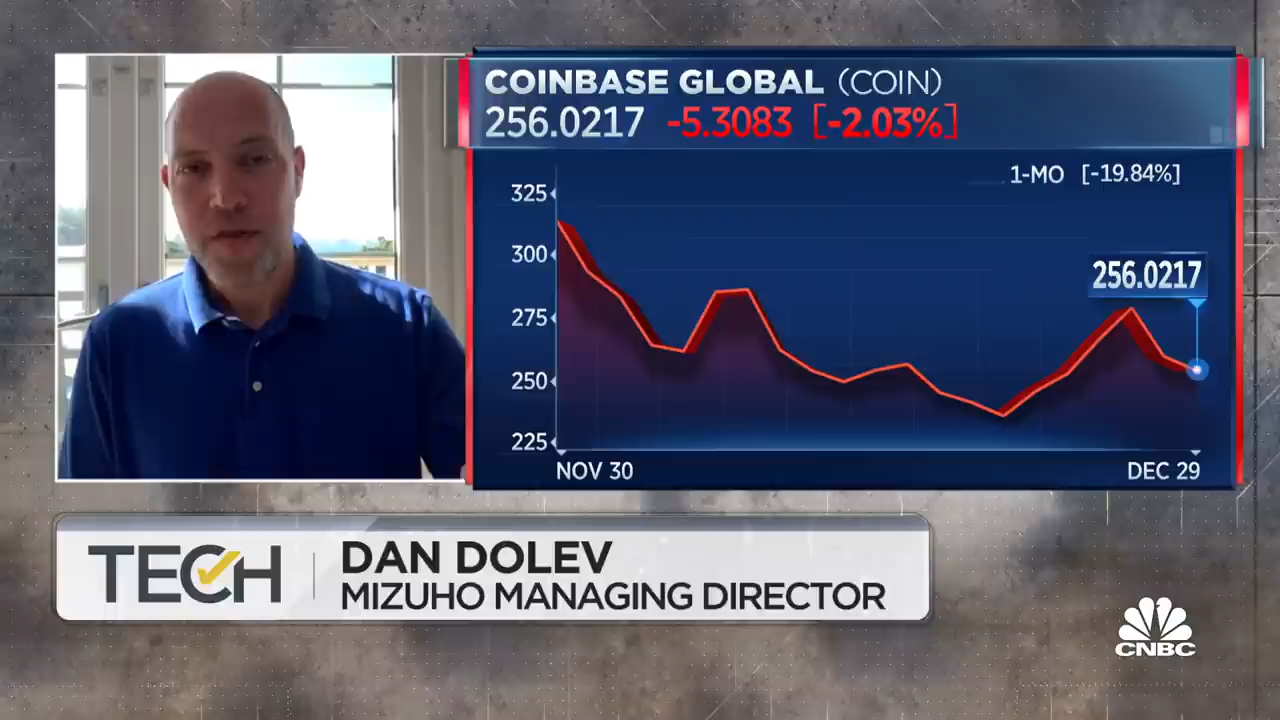 COINBASE GLOBAL (COIN)
256.0217 -5.3083 [-2.03%]
1-MO [-19.84%]
325
300
275
250
225
256.0217
NOV 30 DEC 29
TECH
DAN DOLEV
MIZUHO MANAGING DIRECTOR
CNBC